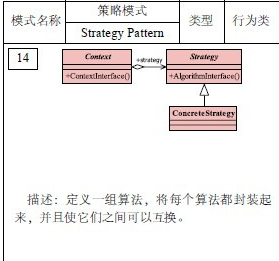 模式名称
策略模式
Strategy Pattern
类型
行为类
14
Context
+ContextInterface()
+strategy
Strategy
+AlgorithmInterface()
ConcreteStrategy
描述：定义一组算法，将每个算法都封装起
来，并且使它们之间可以互换。